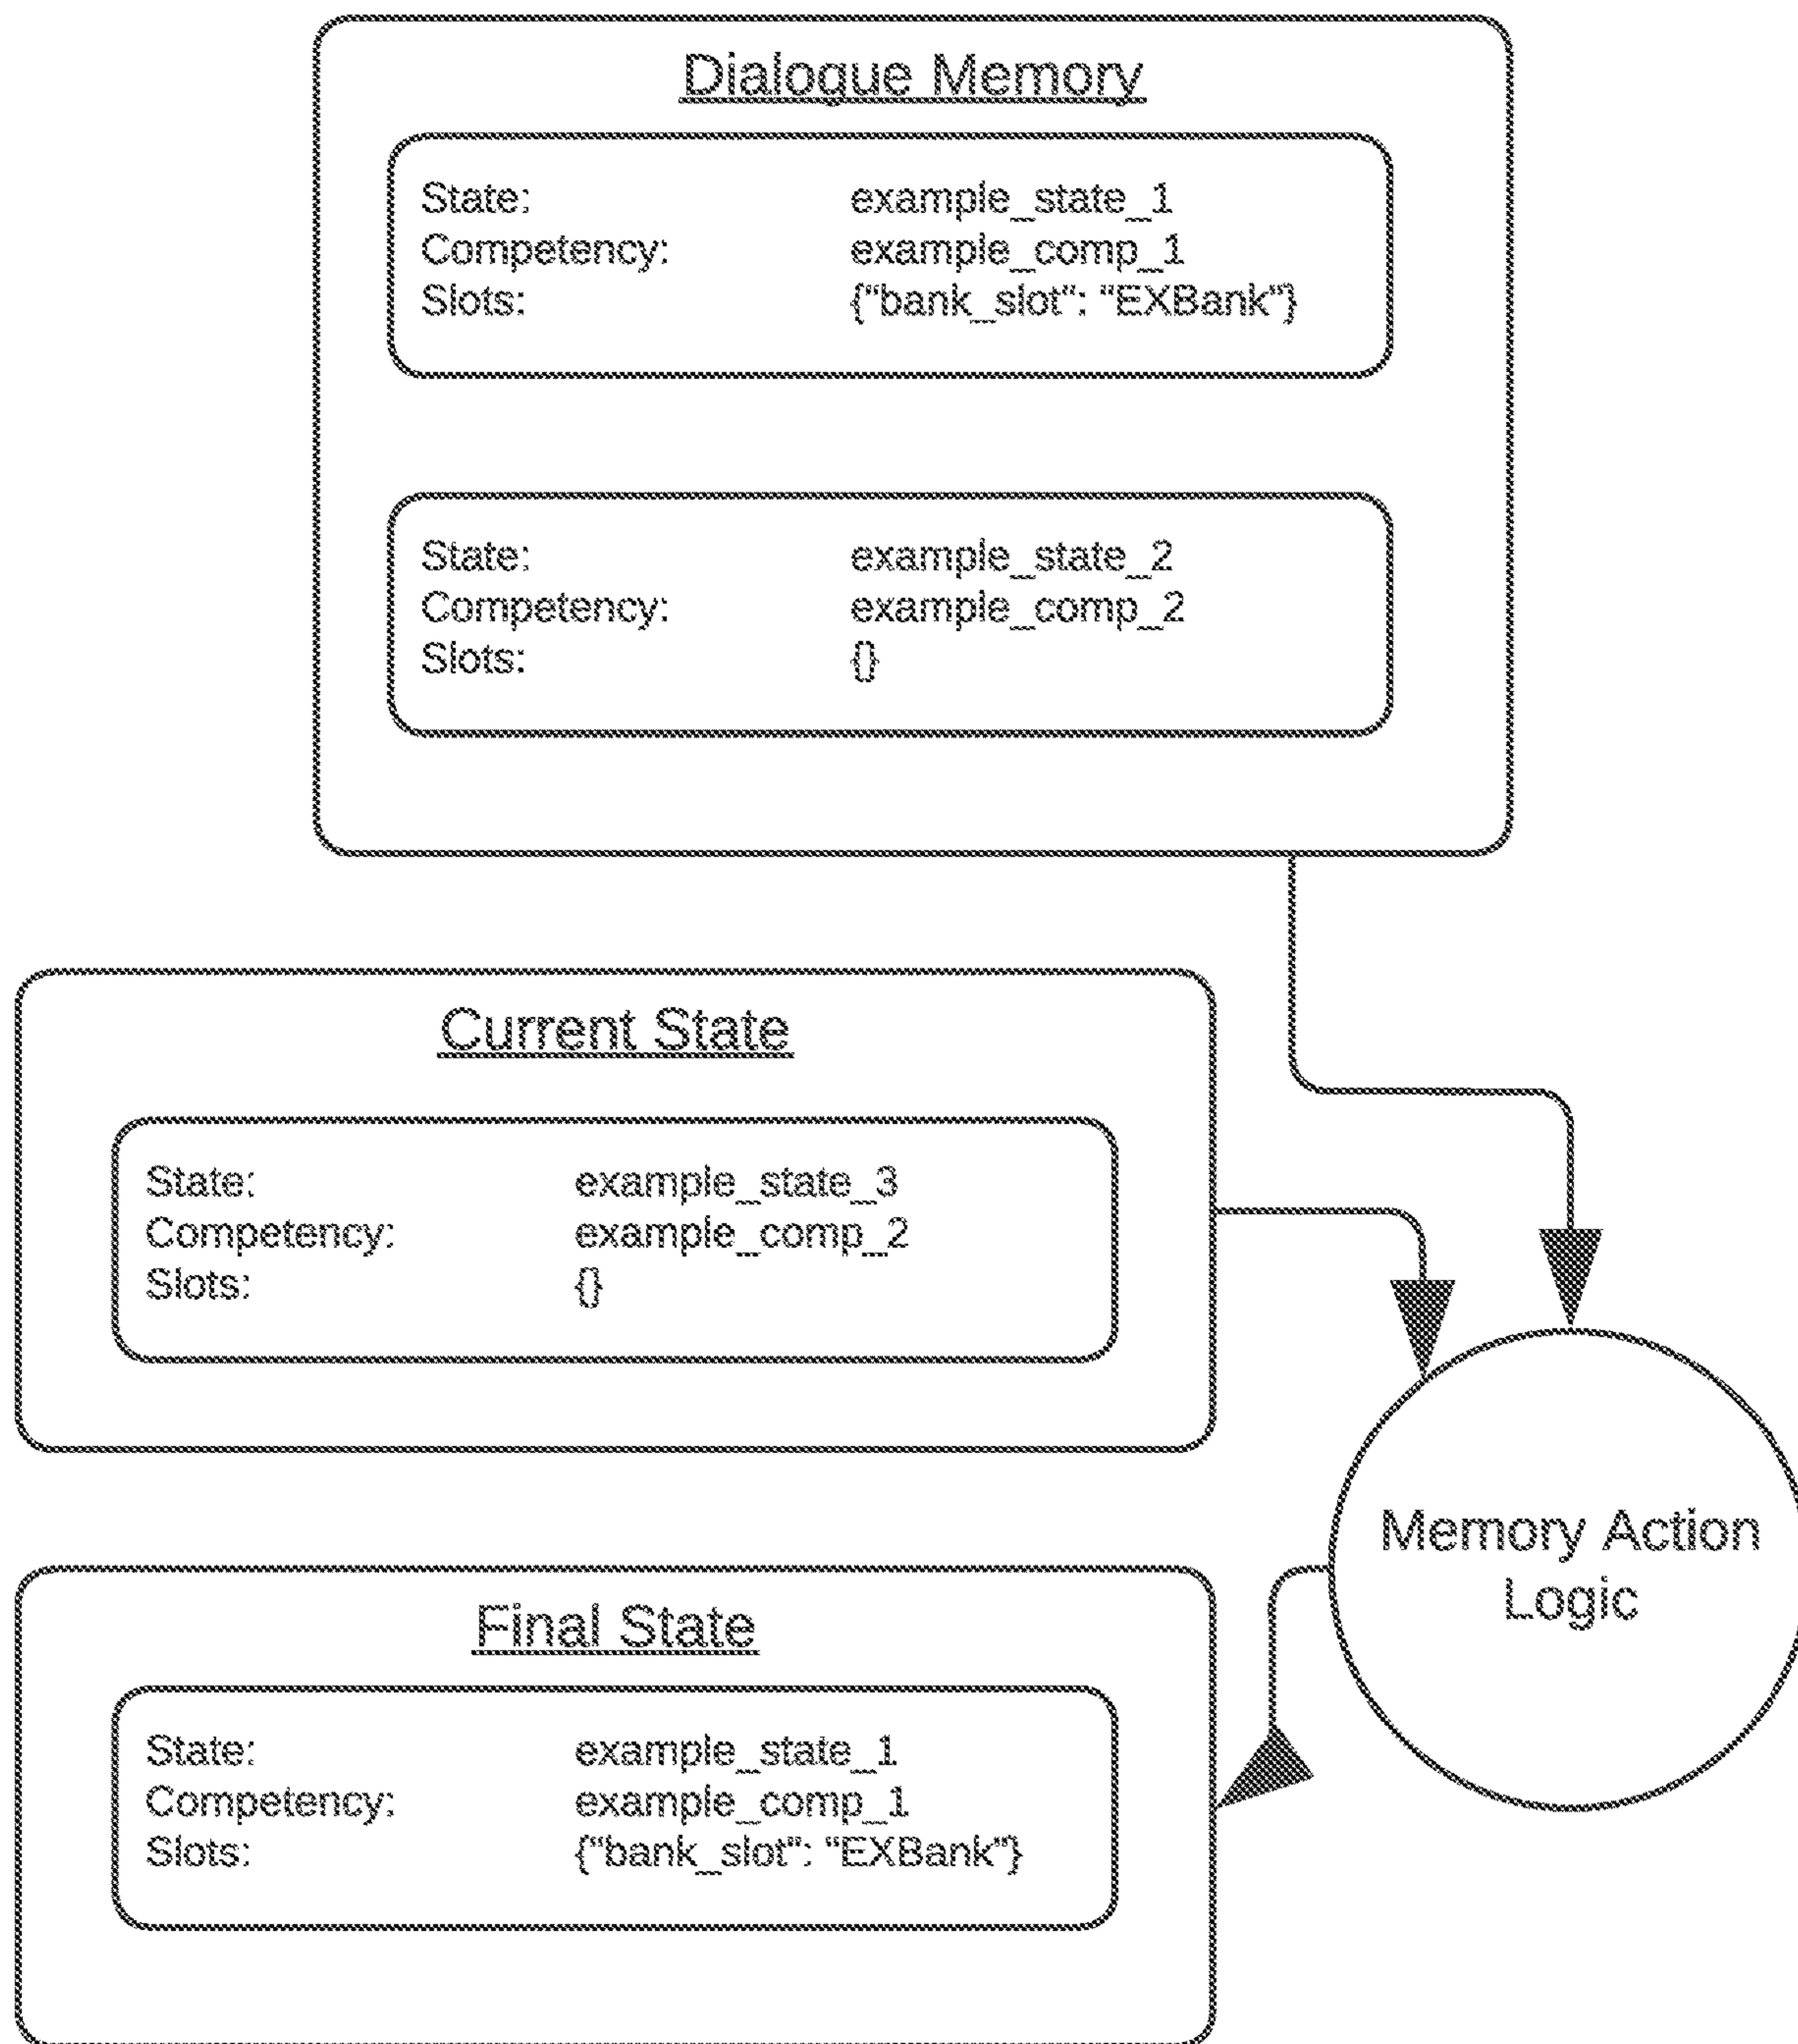 Dialogue Memory
State: example_state_1
Competency: example_comp_1
Slots: {"bank_slot": "EXBank"}
State: example_state_2
Competency: example_comp_2
Slots: {}
Current State
State: example_state_3
Competency: example_comp_2
Slots: {}
Memory Action
Logic
Final State
State: example_state_1
Competency: example_comp_1
Slots: {"bank_slot": "EXBank"}